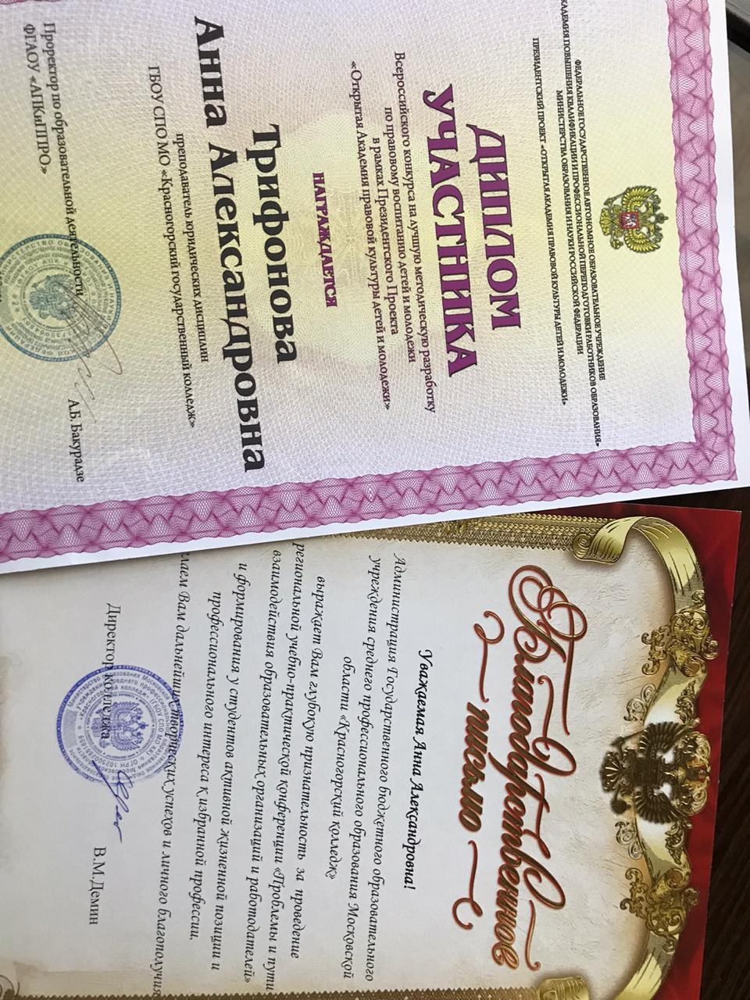 ФЕДЕРАЛЬНОЕ ГОСУДАРСТВЕННОЕ АВТОНОМНОЕ ОБРАЗОВАТЕЛЬНОЕ УЧРЕЖДЕНИЕ
АКАДЕМИЯ ПОВЫШЕНИЯ КВАЛИФИКАЦИИ И ПРОФЕССИОНАЛЬНОЙ ПЕРЕПОДГОТОВКИ РАБОТНИКОВ ОБРАЗОВАНИЯ»
МИНИСТЕРСТВА ОБРАЗОВАНИЯ И НАУКИ РОССИЙСКОЙ ФЕДЕРАЦИИ
ПРЕЗИДЕНТСКИЙ ПРОЕКТ «ОТКРЫТАЯ АКАДЕМИЯ ПРАВОВОЙ КУЛЬТУРЫ ДЕТЕЙ И МОЛОДЕЖИ»
ДИПЛОМ
УЧАСТНИКА
Всероссийского конкурса на лучшую методическую разработку
по правовому воспитанию детей и молодежи
в рамках Президентского Проекта
«Открытая Академия правовой культуры детей и молодежи»
НАГРАЖДАЕТСЯ
Трифонова
Анна Александровна
преподаватель юридических дисциплин
ГБОУ СПО МО «Красногорский государственный колледж»
Проректор по образовательной деятельности
ФГАОУ «АПКиППРО»
А.Б. Бакурадзе
Благодарственное
письмо
Уважаемая Анна Александровна!
Администрация Государственного бюджетного образовательного
учреждения среднего профессионального образования Московской
области «Красногорский колледж»
выражает Вам глубокую признательность за проведение
региональной учебно-практической конференции «Проблемы и пути
взаимодействия образовательных организаций и работодателей»
и формирования у студентов активной жизненной позиции и
профессионального интереса к избранной профессии.
лаем Вам дальнейших творческих успехов и личного благополучия
Директор колледжа
В.М.Демин